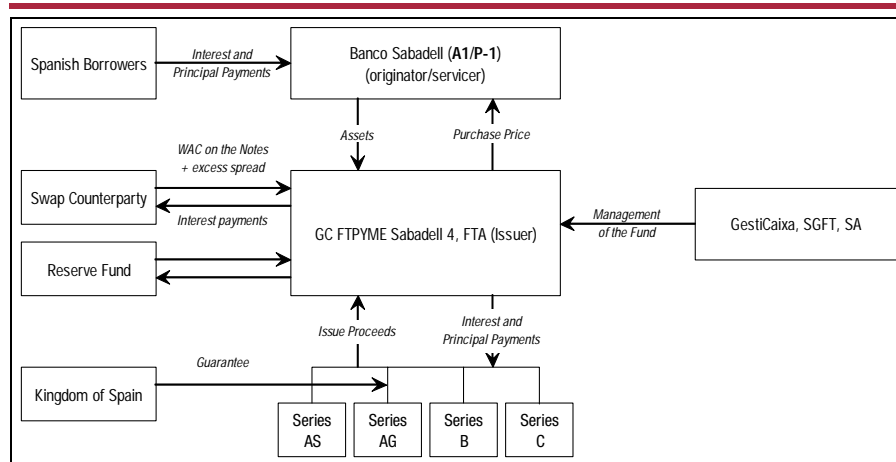 Spanish Borrowers
Interest and
Principal Payments
Banco Sabadell (A1/P-1)
(originator/servicer)
Assets
Purchase Price
WAC on the Notes
+ excess spread
Swap Counterparty
Interest payments
GC FTPYME Sabadell 4, FTA (Issuer)
Management
of the Fund
GestiCaixa, SGFT, SA
Reserve Fund
Issue Proceeds
Interest and
Principal Payments
Guarantee
Kingdom of Spain
Series
AS
Series
AG
Series
B
Series
C